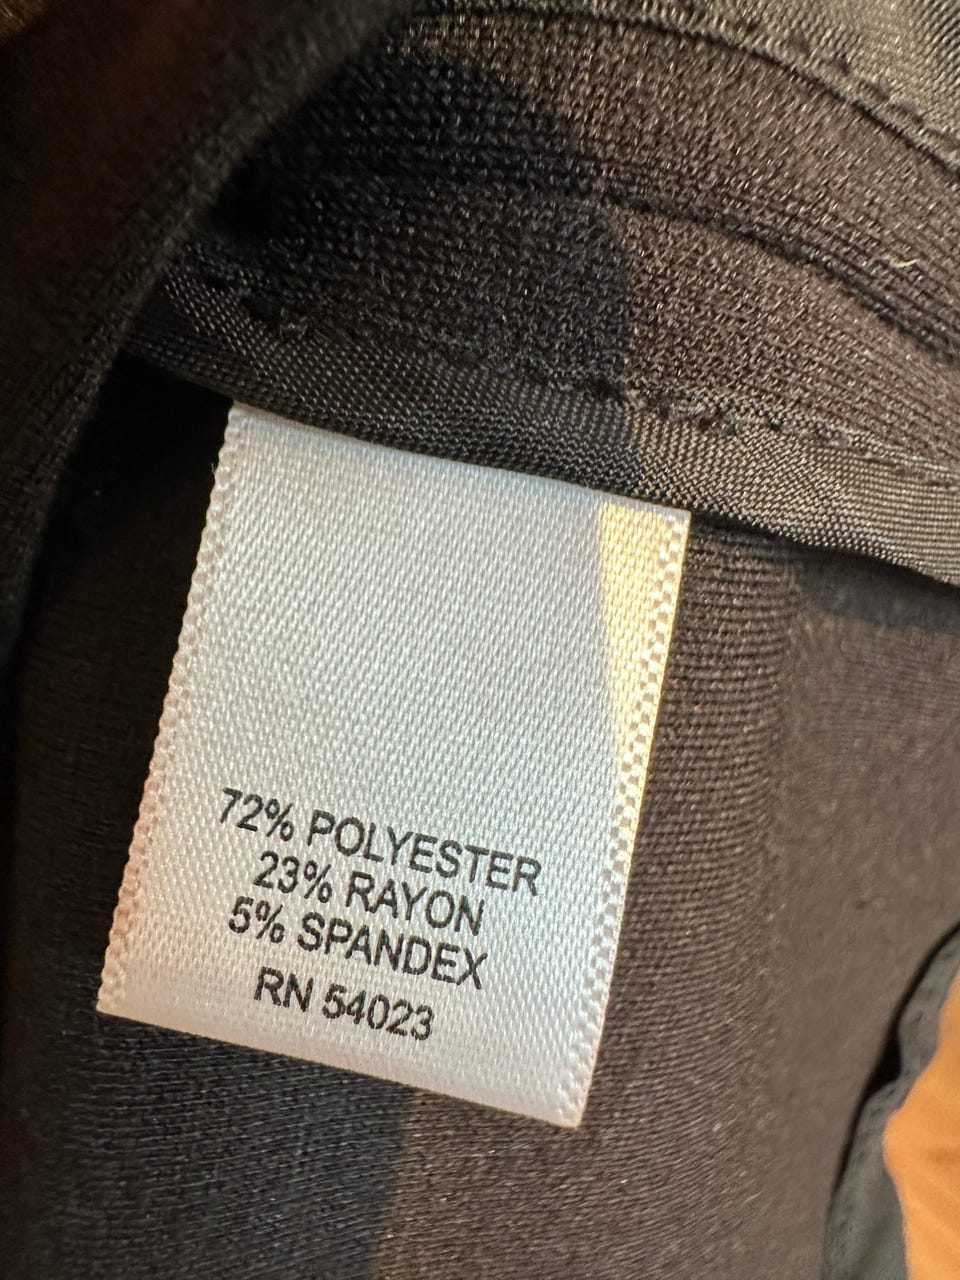 72% POLYESTER
23% RAYON
5% SPANDEX
RN 54023